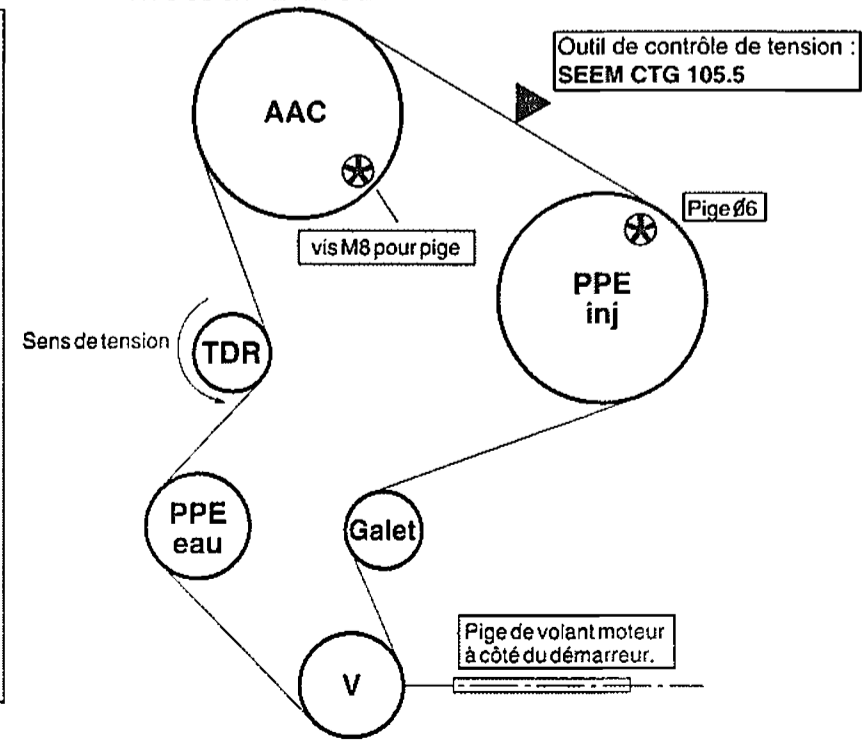 Outil de contrôle de tension :
SEEM CTG 105.5
AAC
Pige Ø6
vis M8 pour pige
PPE
inj
Sens de tension
TDR
PPE
eau
Galet
Pige de volant moteur
à côté du démarreur.
V